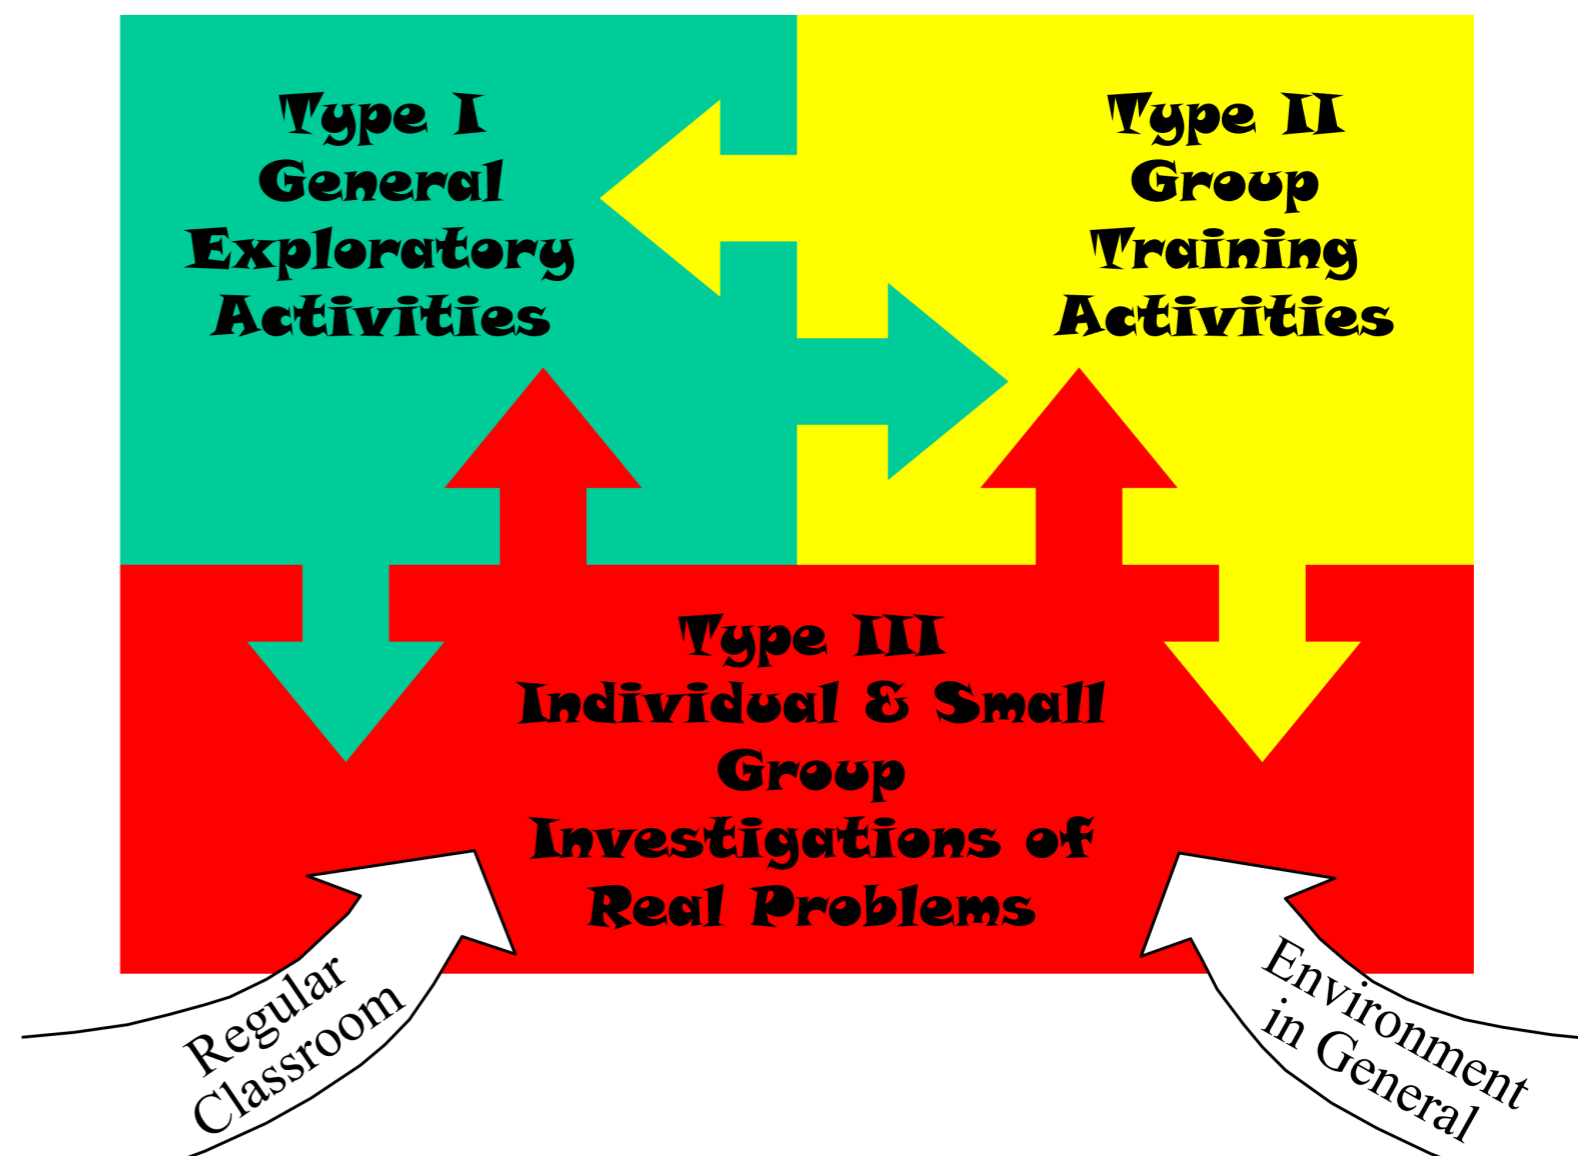 Type I
General
Exploratory
Activities
Type II
Group
Training
Activities
Type III
Individual & Small
Group
Investigations of
Real Problems
Regular
Classroom
Environment
in General